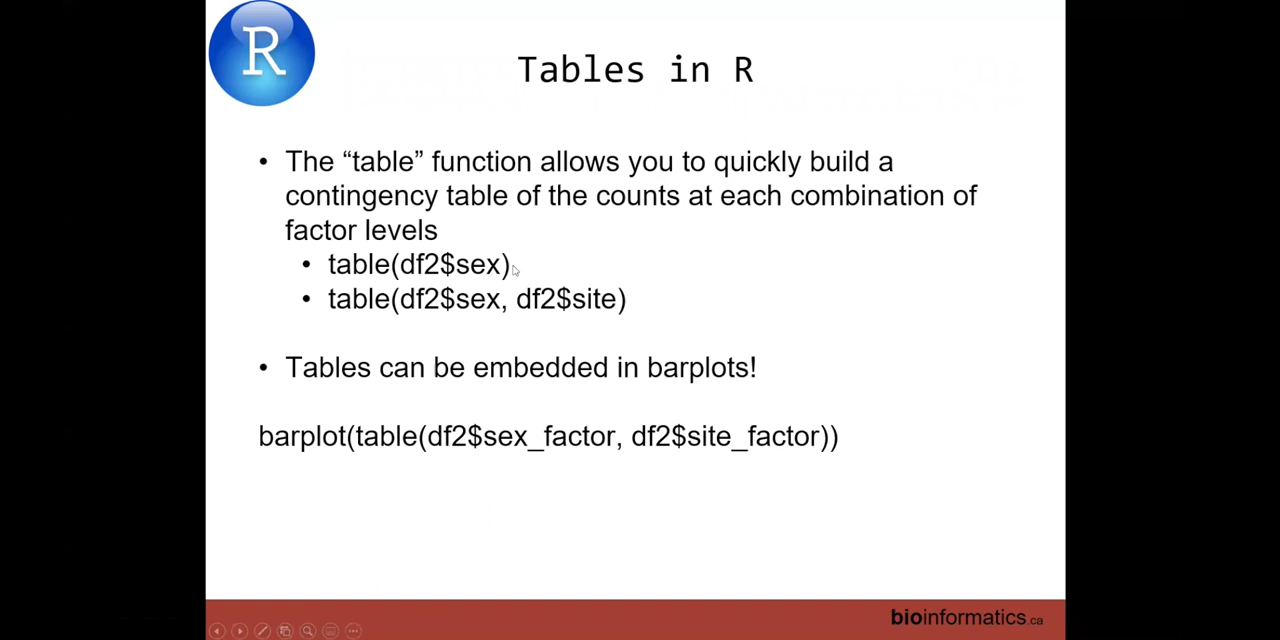 R
Tables in R
• The “table” function allows you to quickly build a
contingency table of the counts at each combination of
factor levels
• table(df2$sex)
• table(df2$sex, df2$site)
• Tables can be embedded in barplots!
barplot(table(df2$sex_factor, df2$site_factor))
bioinformatics.ca